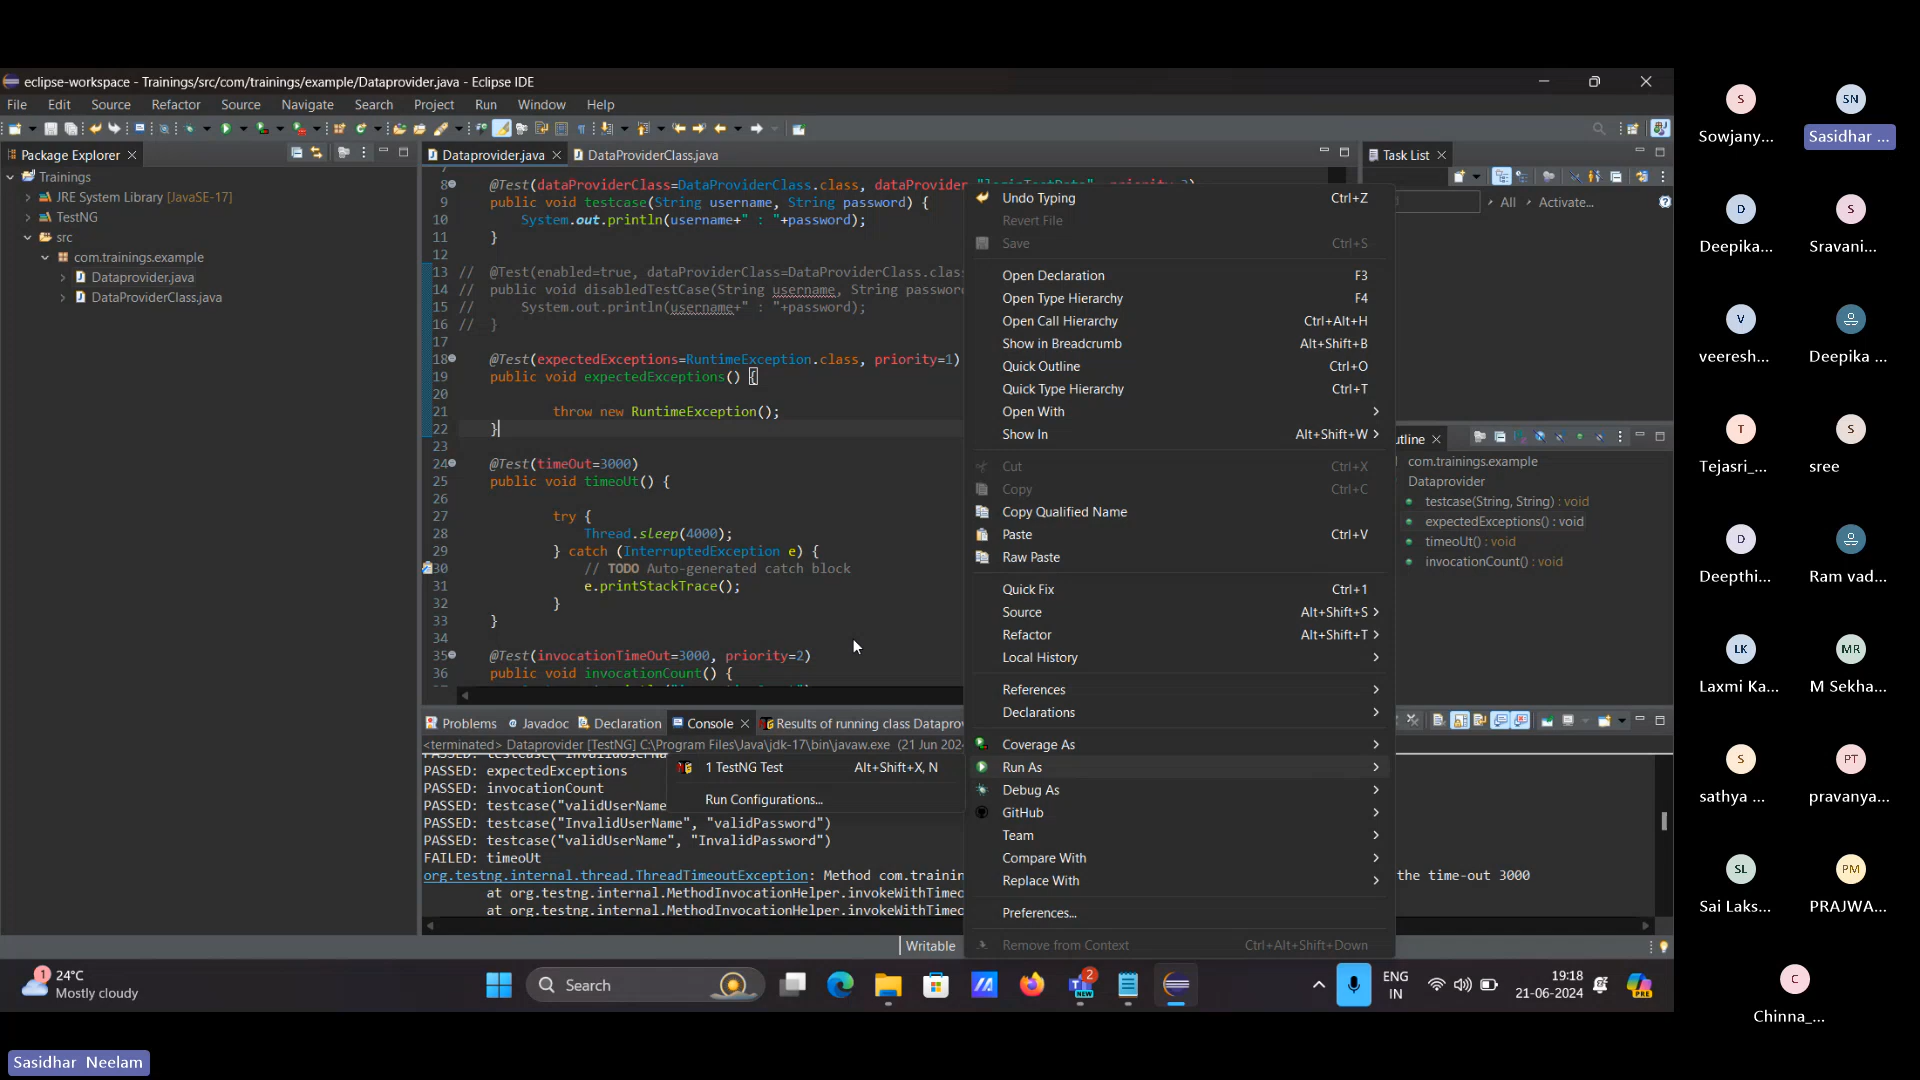 eclipse-workspace - Trainings/src/com/trainings/example/Dataprovider.java - Eclipse IDE
File Edit Source Refactor Source Navigate Search Project Run Window Help
Package Explorer
Trainings
JRE System Library [JavaSE-17]
TestNG
src
com.trainings.example
Dataprovider.java
DataProviderClass.java
Dataprovider.java DataProviderClass.java
8 @Test(dataProviderClass=DataProviderClass.class, dataProvider
9 public void testcase(String username, String password) {
10 System.out.println(username+" : "+password);
11 }
12
13 // @Test(enabled=true, dataProviderClass=DataProviderClass.class
14 // public void disabledTestCase(String username, String password
15 // System.out.println(username+" : "+password);
16 // }
17
18 @Test(expectedExceptions=RuntimeException.class, priority=1)
19 public void expectedExceptions() {
20
21 throw new RuntimeException();
22 }
23
24 @Test(timeOut=3000)
25 public void timeoUt() {
26
27 try {
28 Thread.sleep(4000);
29 } catch (InterruptedException e) {
30 // TODO Auto-generated catch block
31 e.printStackTrace();
32 }
33 }
34
35 @Test(invocationTimeOut=3000, priority=2)
36 public void invocationCount() {
Undo Typing Ctrl+Z
Revert File
Save Ctrl+S
Open Declaration F3
Open Type Hierarchy F4
Open Call Hierarchy Ctrl+Alt+H
Show in Breadcrumb Alt+Shift+B
Quick Outline Ctrl+O
Quick Type Hierarchy Ctrl+T
Open With
Show In Alt+Shift+W
Cut Ctrl+X
Copy Ctrl+C
Copy Qualified Name
Paste Ctrl+V
Raw Paste
Quick Fix Ctrl+1
Source Alt+Shift+S
Refactor Alt+Shift+T
Local History
References
Declarations
Coverage As
Run As
Debug As
GitHub
Team
Compare With
Replace With
Preferences...
Remove from Context Ctrl+Alt+Shift+Down
1 TestNG Test Alt+Shift+X, N
Run Configurations...
Task List
All Activate...
utline
com.trainings.example
Dataprovider
testcase(String, String) : void
expectedExceptions() : void
timeoUt() : void
invocationCount() : void
Problems Javadoc Declaration Console Results of running class Dataprov
<terminated> Dataprovider [TestNG] C:\Program Files\Java\jdk-17\bin\javaw.exe (21 Jun 2024
PASSED: expectedExceptions
PASSED: invocationCount
PASSED: testcase("validUserName
PASSED: testcase("InvalidUserName", "validPassword")
PASSED: testcase("validUserName", "InvalidPassword")
FAILED: timeoUt
org.testng.internal.thread.ThreadTimeoutException: Method com.trainin the time-out 3000
at org.testng.internal.MethodInvocationHelper.invokeWithTimeo
at org.testng.internal.MethodInvocationHelper.invokeWithTimeo
Writable
1
24°C
Mostly cloudy
Search
2
NEW
ENG
IN
19:18
21-06-2024
PRE
S
Sowjany...
SN
Sasidhar ...
D
Deepika...
S
Sravani...
V
veeresh...
Deepika ...
T
Tejasri_...
S
sree
D
Deepthi...
Ram vad...
LK
Laxmi Ka...
MR
M Sekha...
S
sathya ...
PT
pravanya...
SL
Sai Laks...
PM
PRAJWA...
C
Chinna_...
Sasidhar Neelam